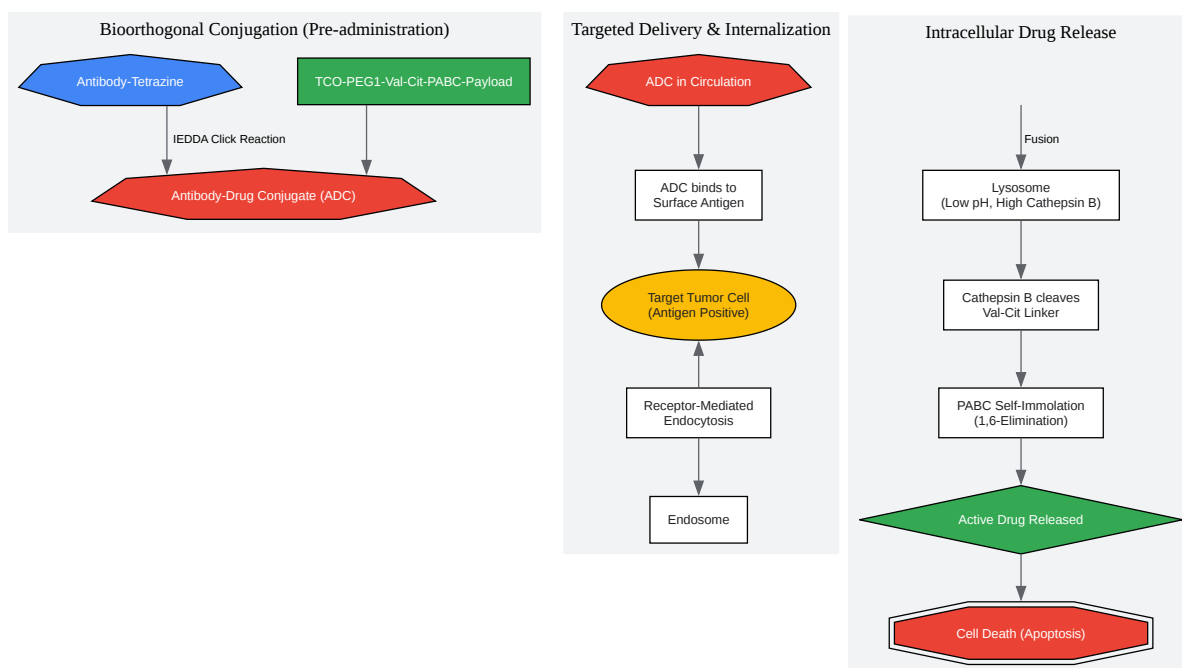 Bioorthogonal Conjugation (Pre-administration)
Antibody-Tetrazine
TCO-PEG1-Val-Cit-PABC-Payload
IEDDA Click Reaction
Antibody-Drug Conjugate (ADC)
Targeted Delivery & Internalization
ADC in Circulation
ADC binds to
Surface Antigen
Target Tumor Cell
(Antigen Positive)
Receptor-Mediated
Endocytosis
Endosome
Intracellular Drug Release
Fusion
Lysosome
(Low pH, High Cathepsin B)
Cathepsin B cleaves
Val-Cit Linker
PABC Self-Immolation
(1,6-Elimination)
Active Drug Released
Cell Death (Apoptosis)